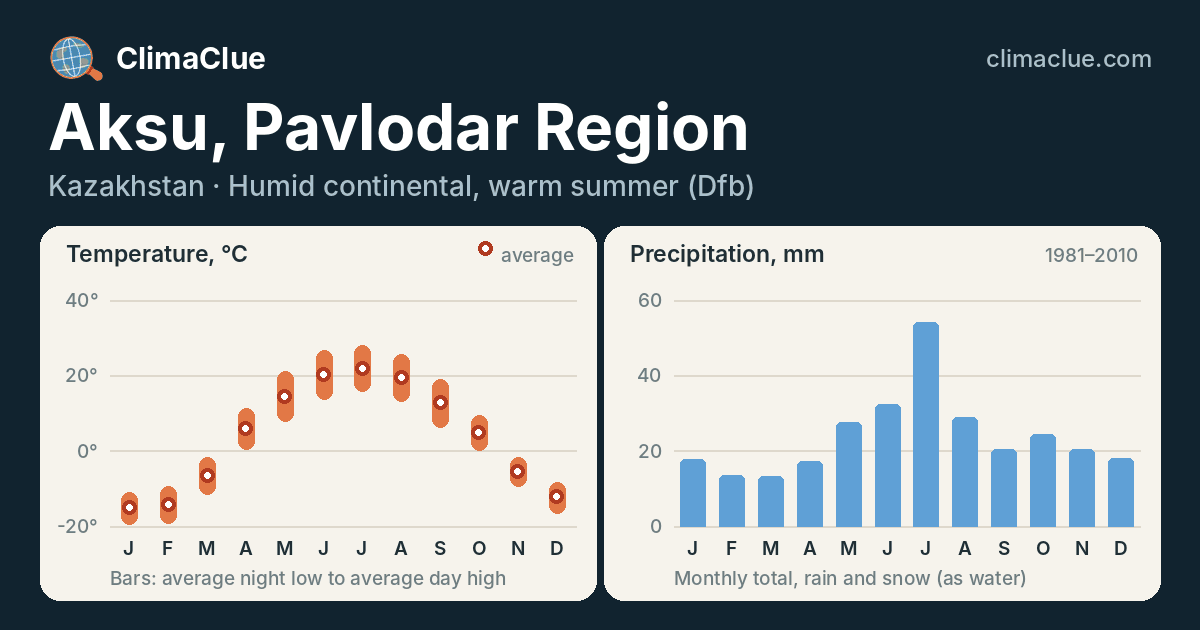 ClimaClue
climaclue.com
Aksu, Pavlodar Region
Kazakhstan · Humid continental, warm summer (Dfb)
Temperature, °C
average
40°
20°
0°
-20°
J F M A M J J A S O N D
Bars: average night low to average day high
Precipitation, mm
1981–2010
60
40
20
0
J F M A M J J A S O N D
Monthly total, rain and snow (as water)